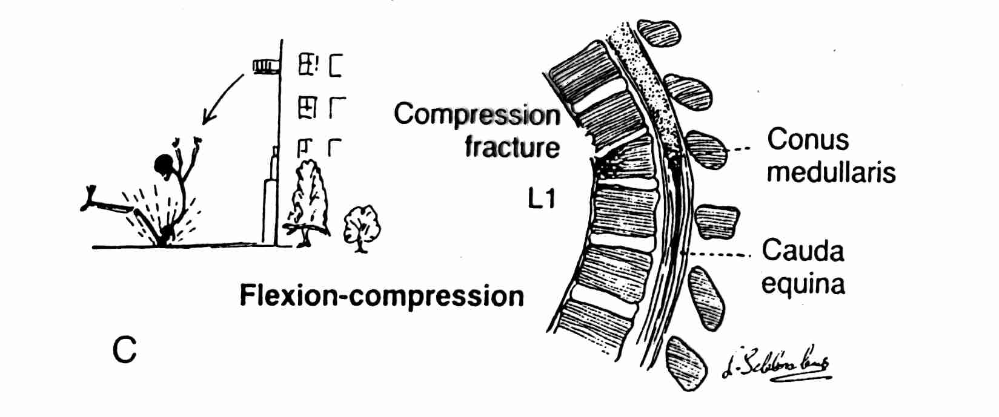 Compression
fracture
L1
Conus
medullaris
Cauda
equina
Flexion-compression
C